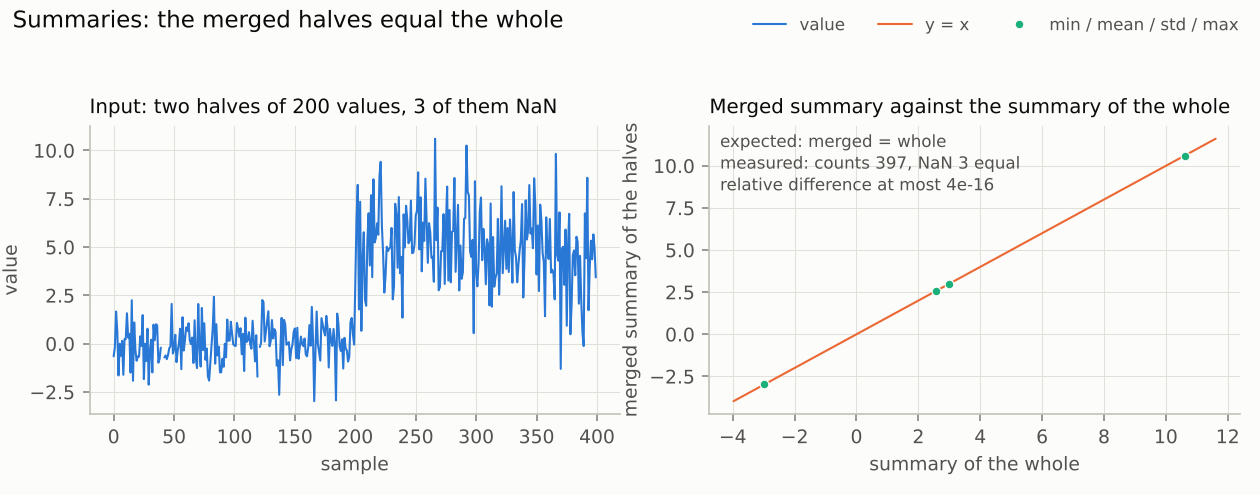 Summaries: the merged halves equal the whole
value
y = x
min / mean / std / max
Input: two halves of 200 values, 3 of them NaN
value
10.0
7.5
5.0
2.5
0.0
−2.5
0 50 100 150 200 250 300 350 400
sample
Merged summary against the summary of the whole
expected: merged = whole
measured: counts 397, NaN 3 equal
relative difference at most 4e-16
merged summary of the halves
10.0
7.5
5.0
2.5
0.0
−2.5
−4 −2 0 2 4 6 8 10 12
summary of the whole